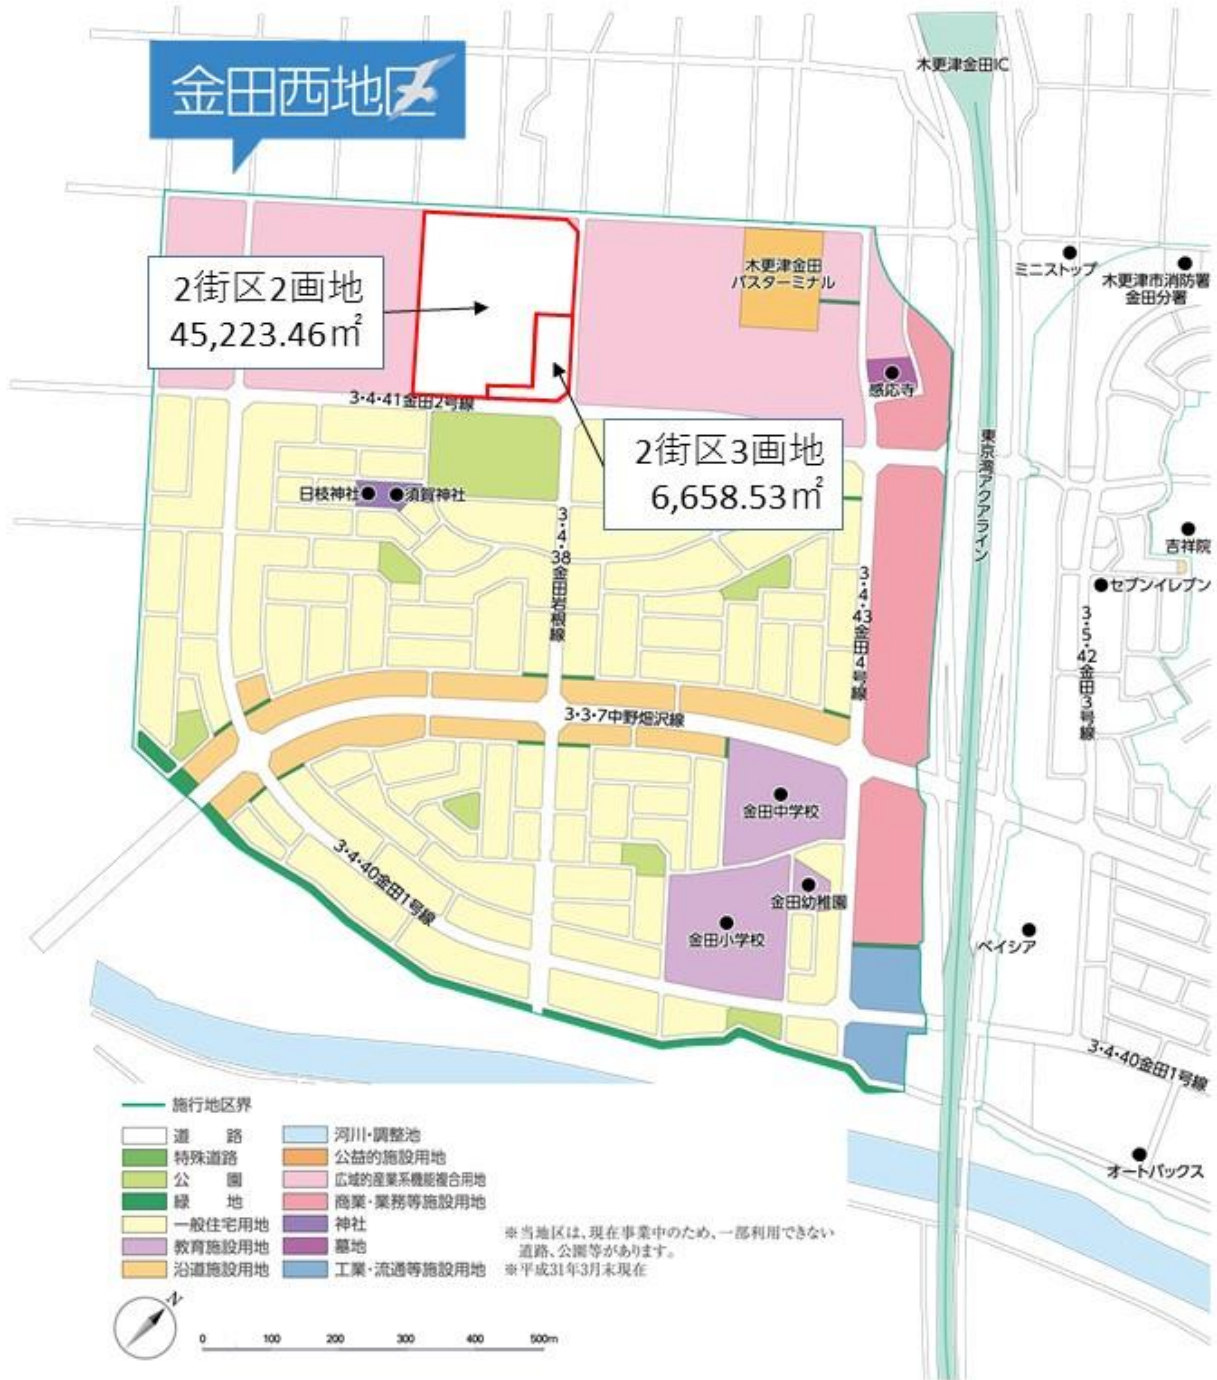 金田西地区
木更津金田IC
2街区2画地
45,223.46㎡
木更津金田
バスターミナル
ミニストップ
木更津市消防署
金田分署
感応寺
3・4・41金田2号線
2街区3画地
6,658.53㎡
東京湾アクアライン
日枝神社
須賀神社
吉祥院
セブンイレブン
3・4・38金田岩根線
3・4・43金田4号線
3・5・42金田3号線
3・3・7中野畑沢線
金田中学校
3・4・40金田1号線
金田幼稚園
金田小学校
ベイシア
3・4・40金田1号線
オートバックス
施行地区界
道 路
特殊道路
公 園
緑 地
一般住宅用地
教育施設用地
沿道施設用地
河川・調整池
公益的施設用地
広域的産業系機能複合用地
商業・業務等施設用地
神社
墓地
工業・流通等施設用地
※当地区は、現在事業中のため、一部利用できない
道路、公園等があります。
※平成31年3月末現在
N
0 100 200 300 400 500m